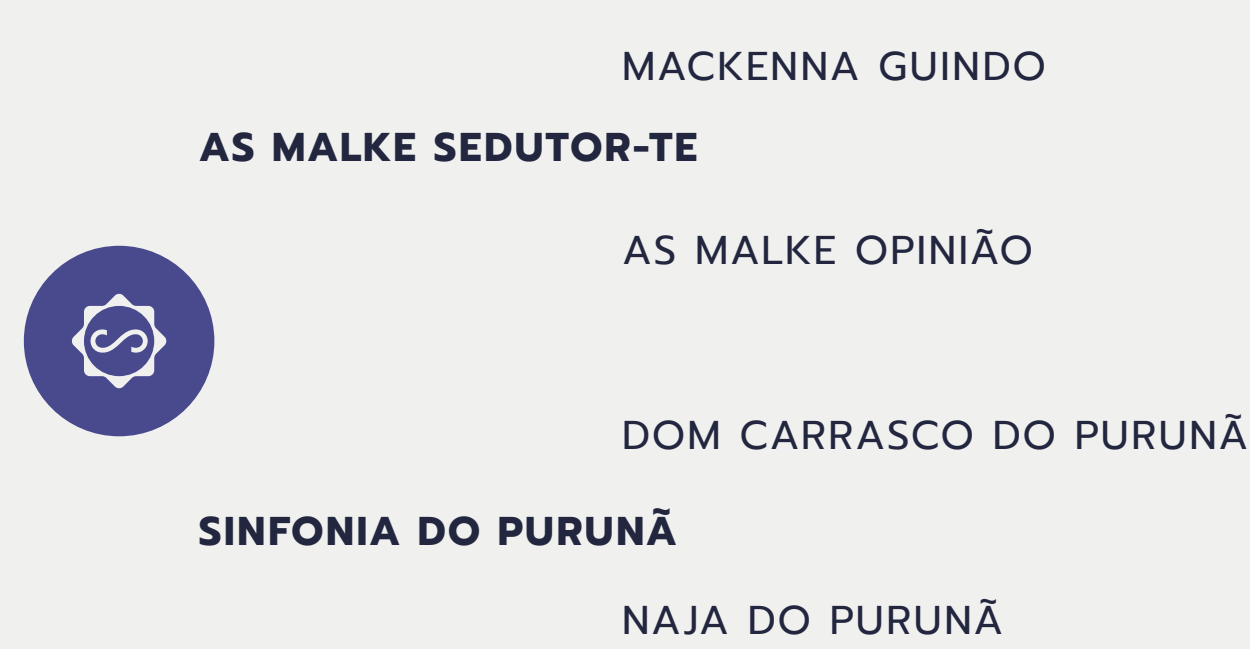 MACKENNA GUINDO
AS MALKE SEDUTOR-TE
AS MALKE OPINIÃO
DOM CARRASCO DO PURUNÃ
SINFONIA DO PURUNÃ
NAJA DO PURUNÃ